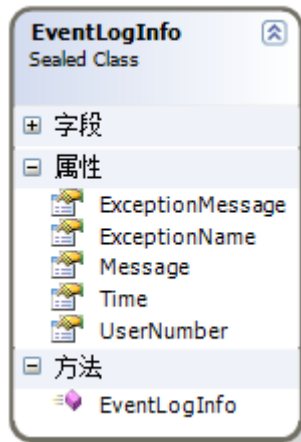 EventLogInfo
Sealed Class
字段
属性
ExceptionMessage
ExceptionName
Message
Time
UserNumber
方法
EventLogInfo